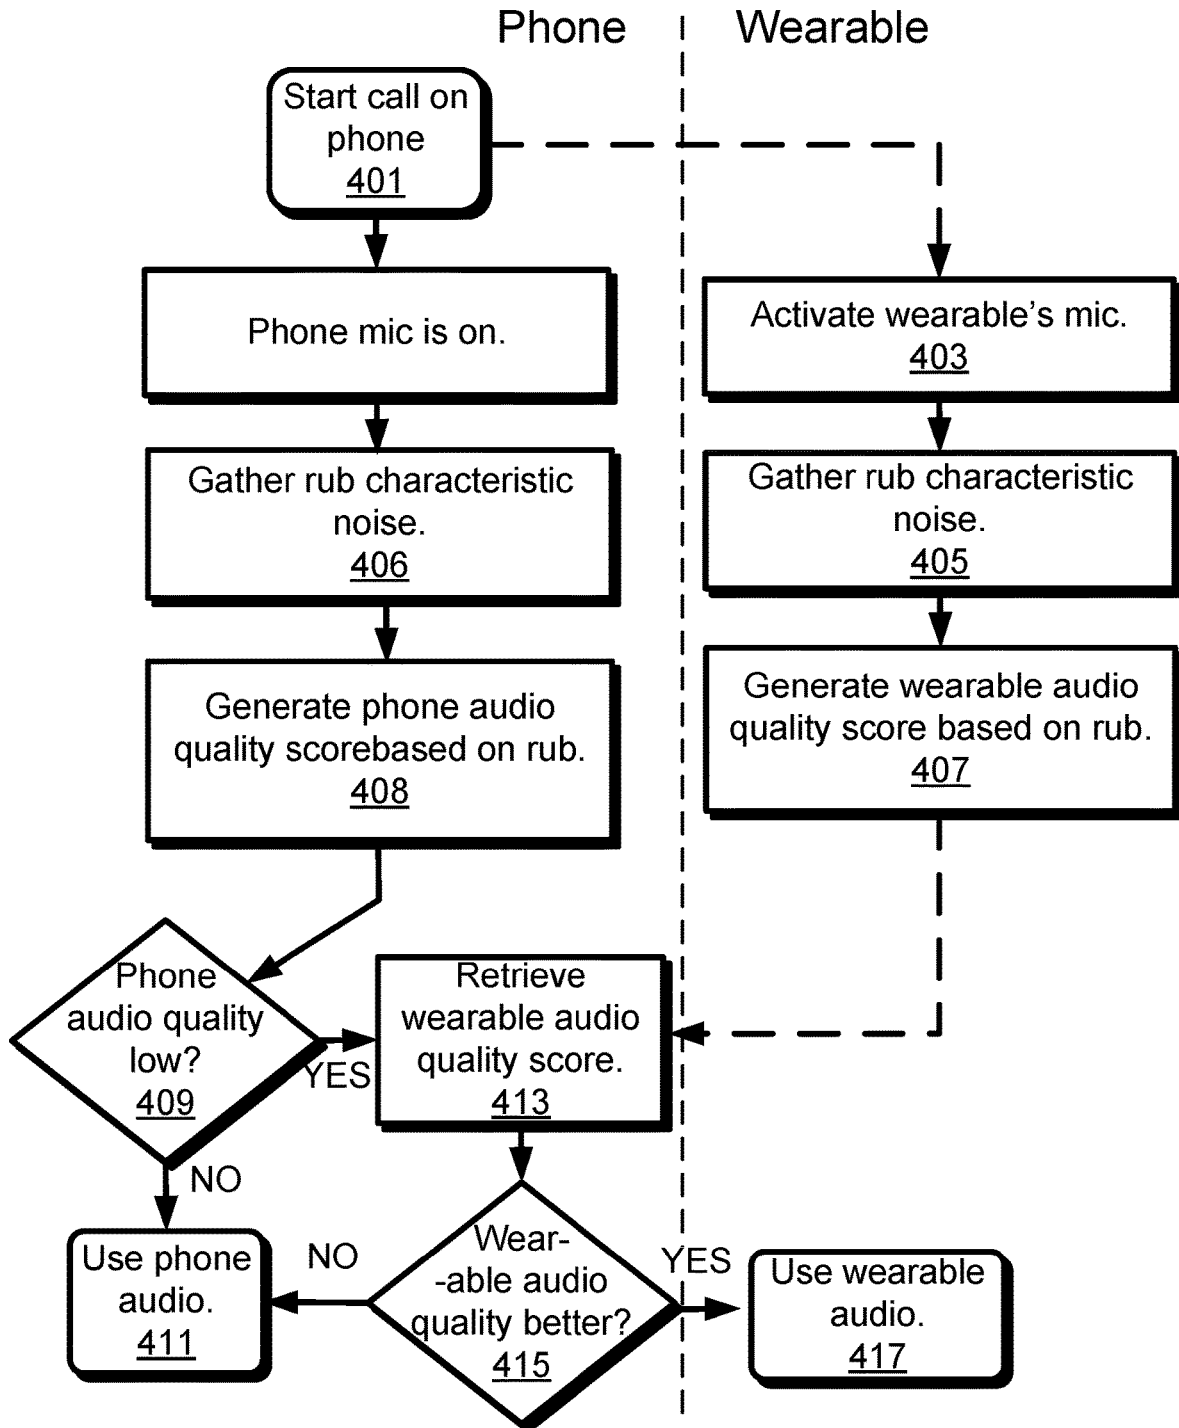 Phone
Wearable
Start call on
phone
401
Phone mic is on.
Activate wearable's mic.
403
Gather rub characteristic
noise.
406
Gather rub characteristic
noise.
405
Generate phone audio
quality scorebased on rub.
408
Generate wearable audio
quality score based on rub.
407
Phone
audio quality
low?
409
YES
NO
Retrieve
wearable audio
quality score.
413
Use phone
audio.
411
NO
Wear-
-able audio
quality better?
415
YES
Use wearable
audio.
417